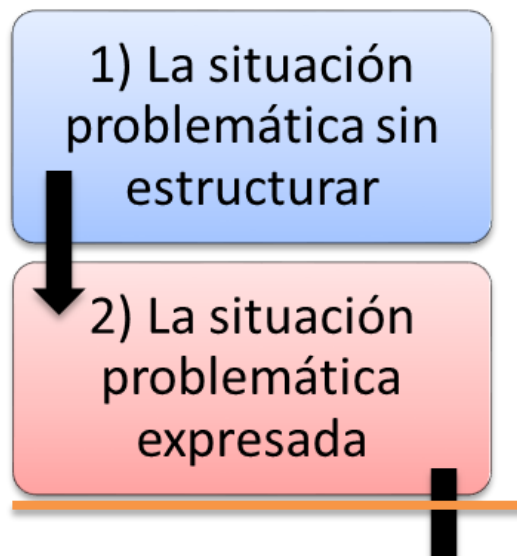 1) La situación
problemática sin
estructurar
2) La situación
problemática
expresada